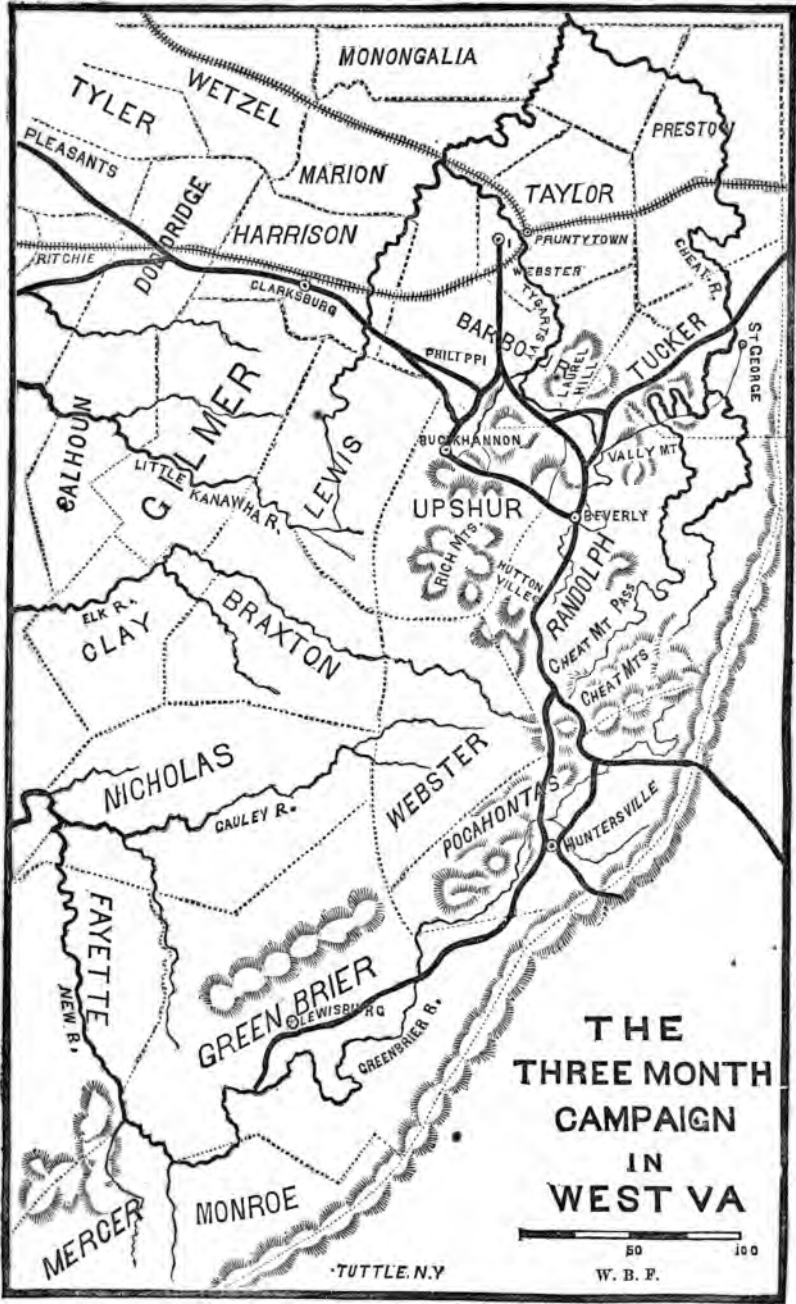 MONONGALIA
WETZEL
TYLER
PRESTON
PLEASANTS
MARION
TAYLOR
DODDRIDGE
HARRISON
PRUNTYTOWN
RITCHIE
WEBSTER
CHEAT. R.
CLARKSBURG
TYGARTS V.
BARBOUR
PHILIPPI
LAUREL
HILL
TUCKER
ST GEORGE
GILMER
CALHOUN
LEWIS
BUCKHANNON
VALLY MT
LITTLE KANAWHA R.
UPSHUR
BEVERLY
RICH MTS.
HUTTON
VILLE
RANDOLPH
ELK R.
CLAY
BRAXTON
CHEAT MT PASS
CHEAT MTS
NICHOLAS
WEBSTER
GAULEY R.
POCAHONTAS
HUNTERSVILLE
FAYETTE
NEW. R.
GREEN BRIER
LEWISBURG
GREENBRIER R.
MERCER
MONROE
THE
THREE MONTH
CAMPAIGN
IN
WEST VA
50 100
TUTTLE. N.Y
W. B. F.